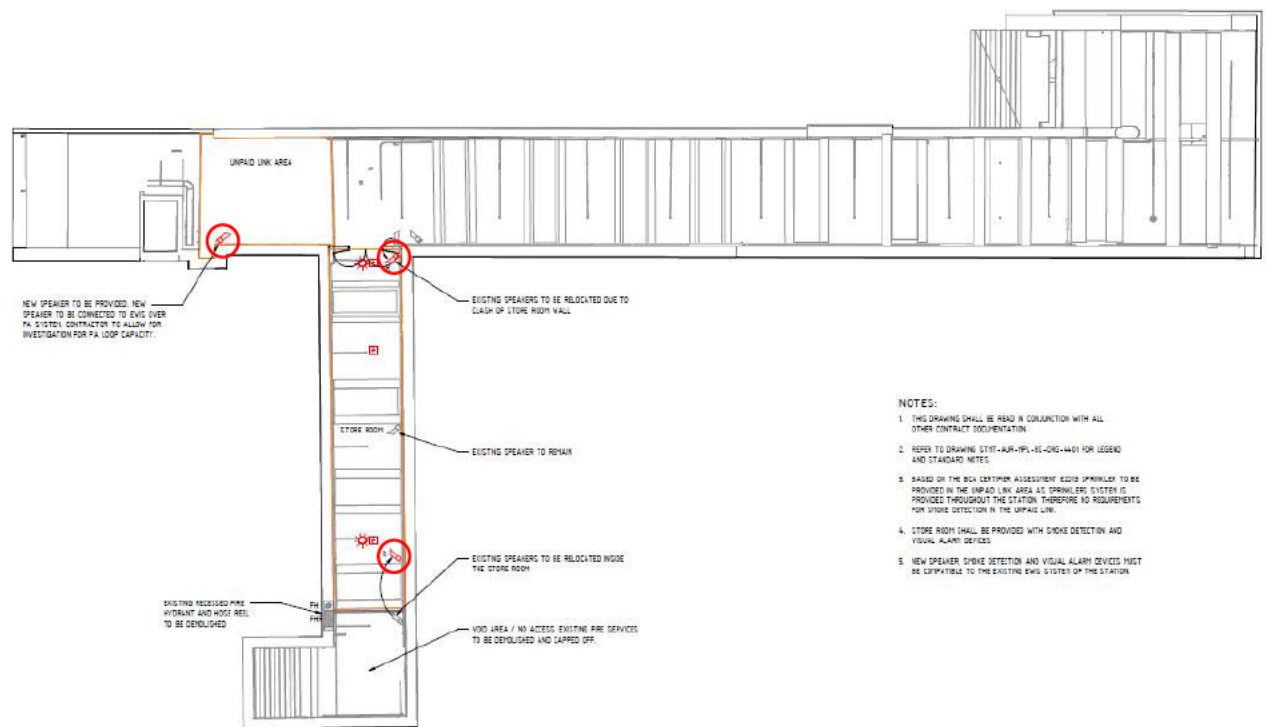 UNPAID LINK AREA
NEW SPEAKER TO BE PROVIDED. NEW
SPEAKER TO BE CONNECTED TO EWIS OVER
PA SYSTEM. CONTRACTOR TO ALLOW FOR
INVESTIGATION FOR PA LOOP CAPACITY.
EXISTING SPEAKERS TO BE RELOCATED DUE TO
CLASH OF STORE ROOM WALL
STORE ROOM
EXISTING SPEAKER TO REMAIN
EXISTING SPEAKERS TO BE RELOCATED INSIDE
THE STORE ROOM
EXISTING RECESSED FIRE
HYDRANT AND HOSE REEL
TO BE DEMOLISHED
FH
FHR
VOID AREA / NO ACCESS. EXISTING FIRE SERVICES
TO BE DEMOLISHED AND CAPPED OFF.
NOTES:
1. THIS DRAWING SHALL BE READ IN CONJUNCTION WITH ALL
OTHER CONTRACT DOCUMENTATION.
2. REFER TO DRAWING FOR LEGEND
AND STANDARD NOTES.
3. BASED ON THE BCA CERTIFIER ASSESSMENT SPRINKLER TO BE
PROVIDED IN THE UNPAID LINK AREA AS SPRINKLERS SYSTEM IS
PROVIDED THROUGHOUT THE STATION. THEREFORE NO REQUIREMENTS
FOR SMOKE DETECTION IN THE UNPAID LINK.
4. STORE ROOM SHALL BE PROVIDED WITH SMOKE DETECTION AND
VISUAL ALARM DEVICES
5. NEW SPEAKER, SMOKE DETECTION AND VISUAL ALARM DEVICES MUST
BE COMPATIBLE TO THE EXISTING EWIS SYSTEM OF THE STATION.